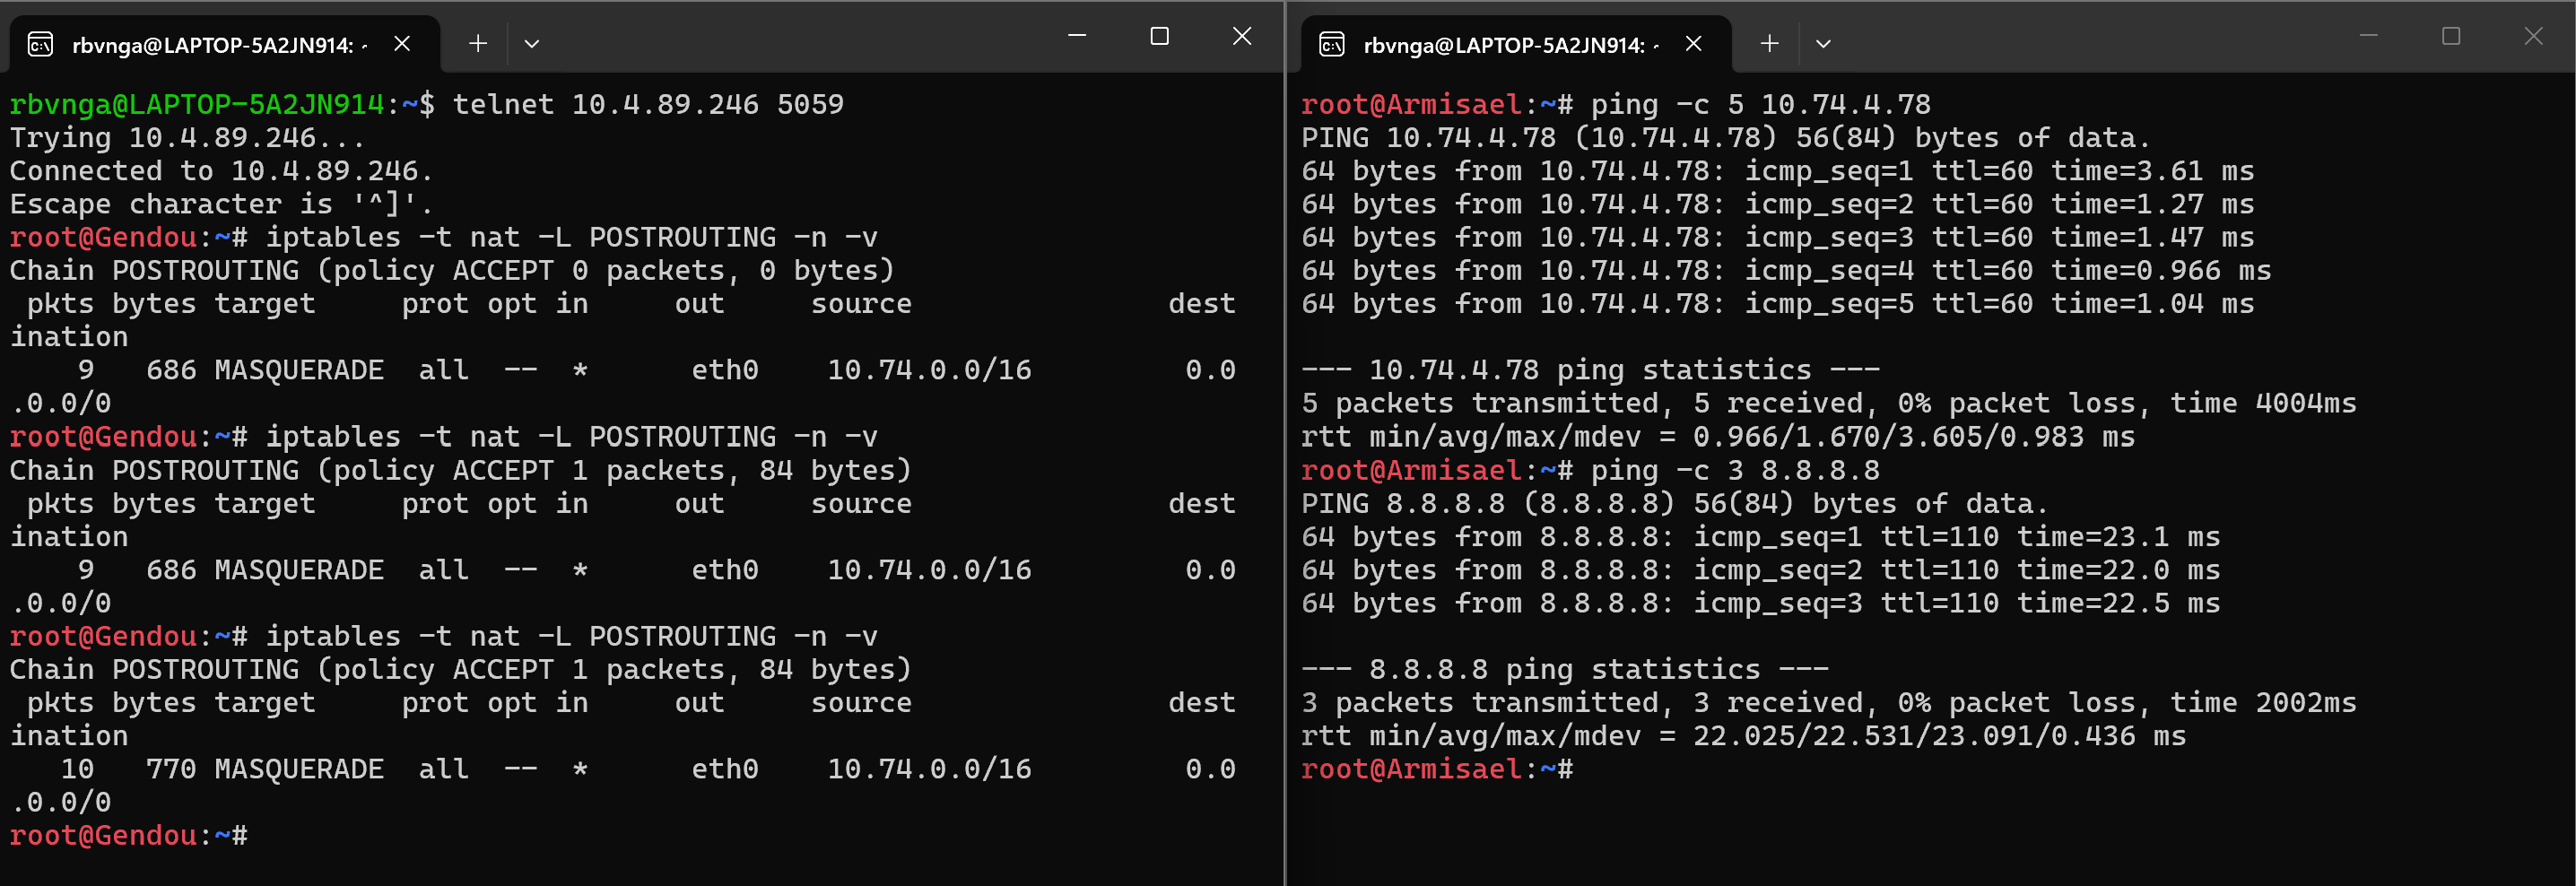 rbvnga@LAPTOP-5A2JN914: ~
rbvnga@LAPTOP-5A2JN914:~$ telnet 10.4.89.246 5059
Trying 10.4.89.246...
Connected to 10.4.89.246.
Escape character is '^]'.
root@Gendou:~# iptables -t nat -L POSTROUTING -n -v
Chain POSTROUTING (policy ACCEPT 0 packets, 0 bytes)
 pkts bytes target     prot opt in     out     source               dest
ination
    9   686 MASQUERADE  all  --  *      eth0    10.74.0.0/16         0.0
.0.0/0
root@Gendou:~# iptables -t nat -L POSTROUTING -n -v
Chain POSTROUTING (policy ACCEPT 1 packets, 84 bytes)
 pkts bytes target     prot opt in     out     source               dest
ination
    9   686 MASQUERADE  all  --  *      eth0    10.74.0.0/16         0.0
.0.0/0
root@Gendou:~# iptables -t nat -L POSTROUTING -n -v
Chain POSTROUTING (policy ACCEPT 1 packets, 84 bytes)
 pkts bytes target     prot opt in     out     source               dest
ination
   10   770 MASQUERADE  all  --  *      eth0    10.74.0.0/16         0.0
.0.0/0
root@Gendou:~#
rbvnga@LAPTOP-5A2JN914: ~
root@Armisael:~# ping -c 5 10.74.4.78
PING 10.74.4.78 (10.74.4.78) 56(84) bytes of data.
64 bytes from 10.74.4.78: icmp_seq=1 ttl=60 time=3.61 ms
64 bytes from 10.74.4.78: icmp_seq=2 ttl=60 time=1.27 ms
64 bytes from 10.74.4.78: icmp_seq=3 ttl=60 time=1.47 ms
64 bytes from 10.74.4.78: icmp_seq=4 ttl=60 time=0.966 ms
64 bytes from 10.74.4.78: icmp_seq=5 ttl=60 time=1.04 ms
--- 10.74.4.78 ping statistics ---
5 packets transmitted, 5 received, 0% packet loss, time 4004ms
rtt min/avg/max/mdev = 0.966/1.670/3.605/0.983 ms
root@Armisael:~# ping -c 3 8.8.8.8
PING 8.8.8.8 (8.8.8.8) 56(84) bytes of data.
64 bytes from 8.8.8.8: icmp_seq=1 ttl=110 time=23.1 ms
64 bytes from 8.8.8.8: icmp_seq=2 ttl=110 time=22.0 ms
64 bytes from 8.8.8.8: icmp_seq=3 ttl=110 time=22.5 ms
--- 8.8.8.8 ping statistics ---
3 packets transmitted, 3 received, 0% packet loss, time 2002ms
rtt min/avg/max/mdev = 22.025/22.531/23.091/0.436 ms
root@Armisael:~#